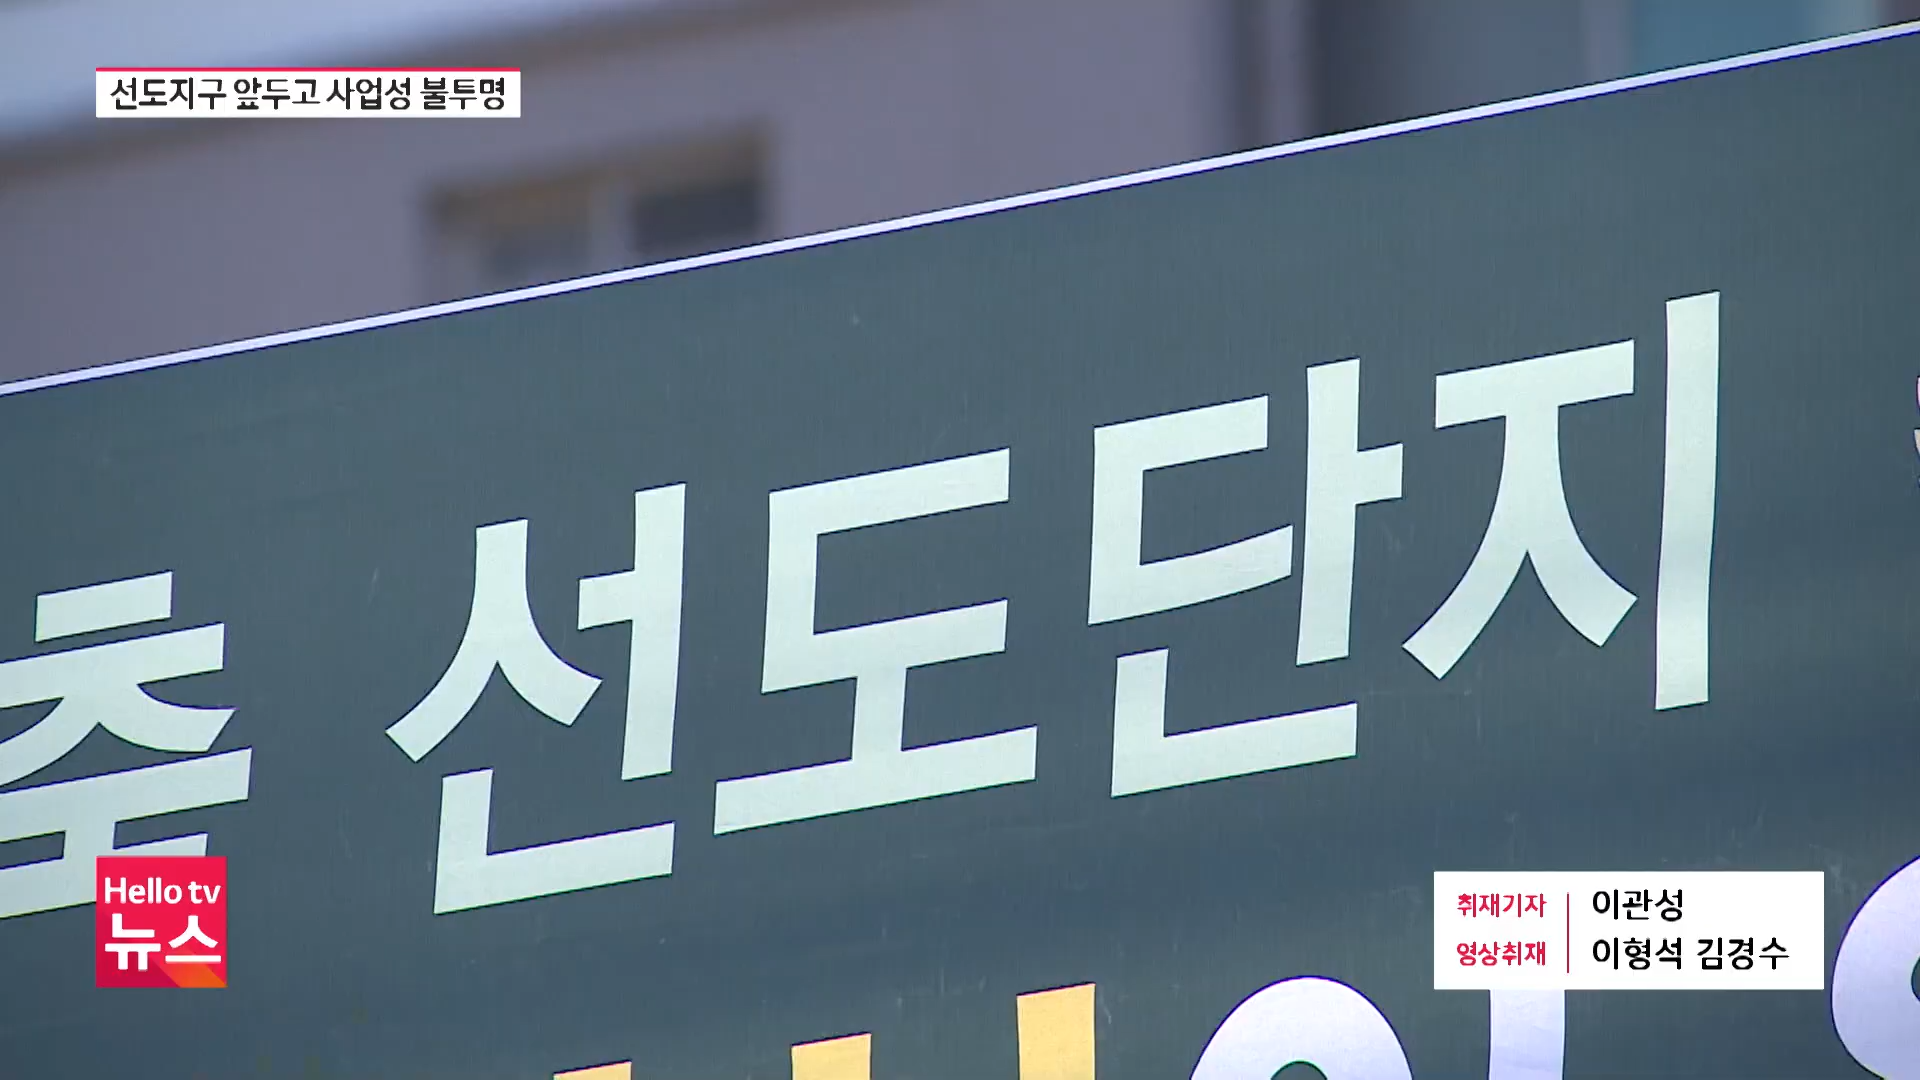 선도지구 앞두고 사업성 불투명
축 선도단지
Hello tv
뉴스
취재기자 이관성
영상취재 이형석 김경수